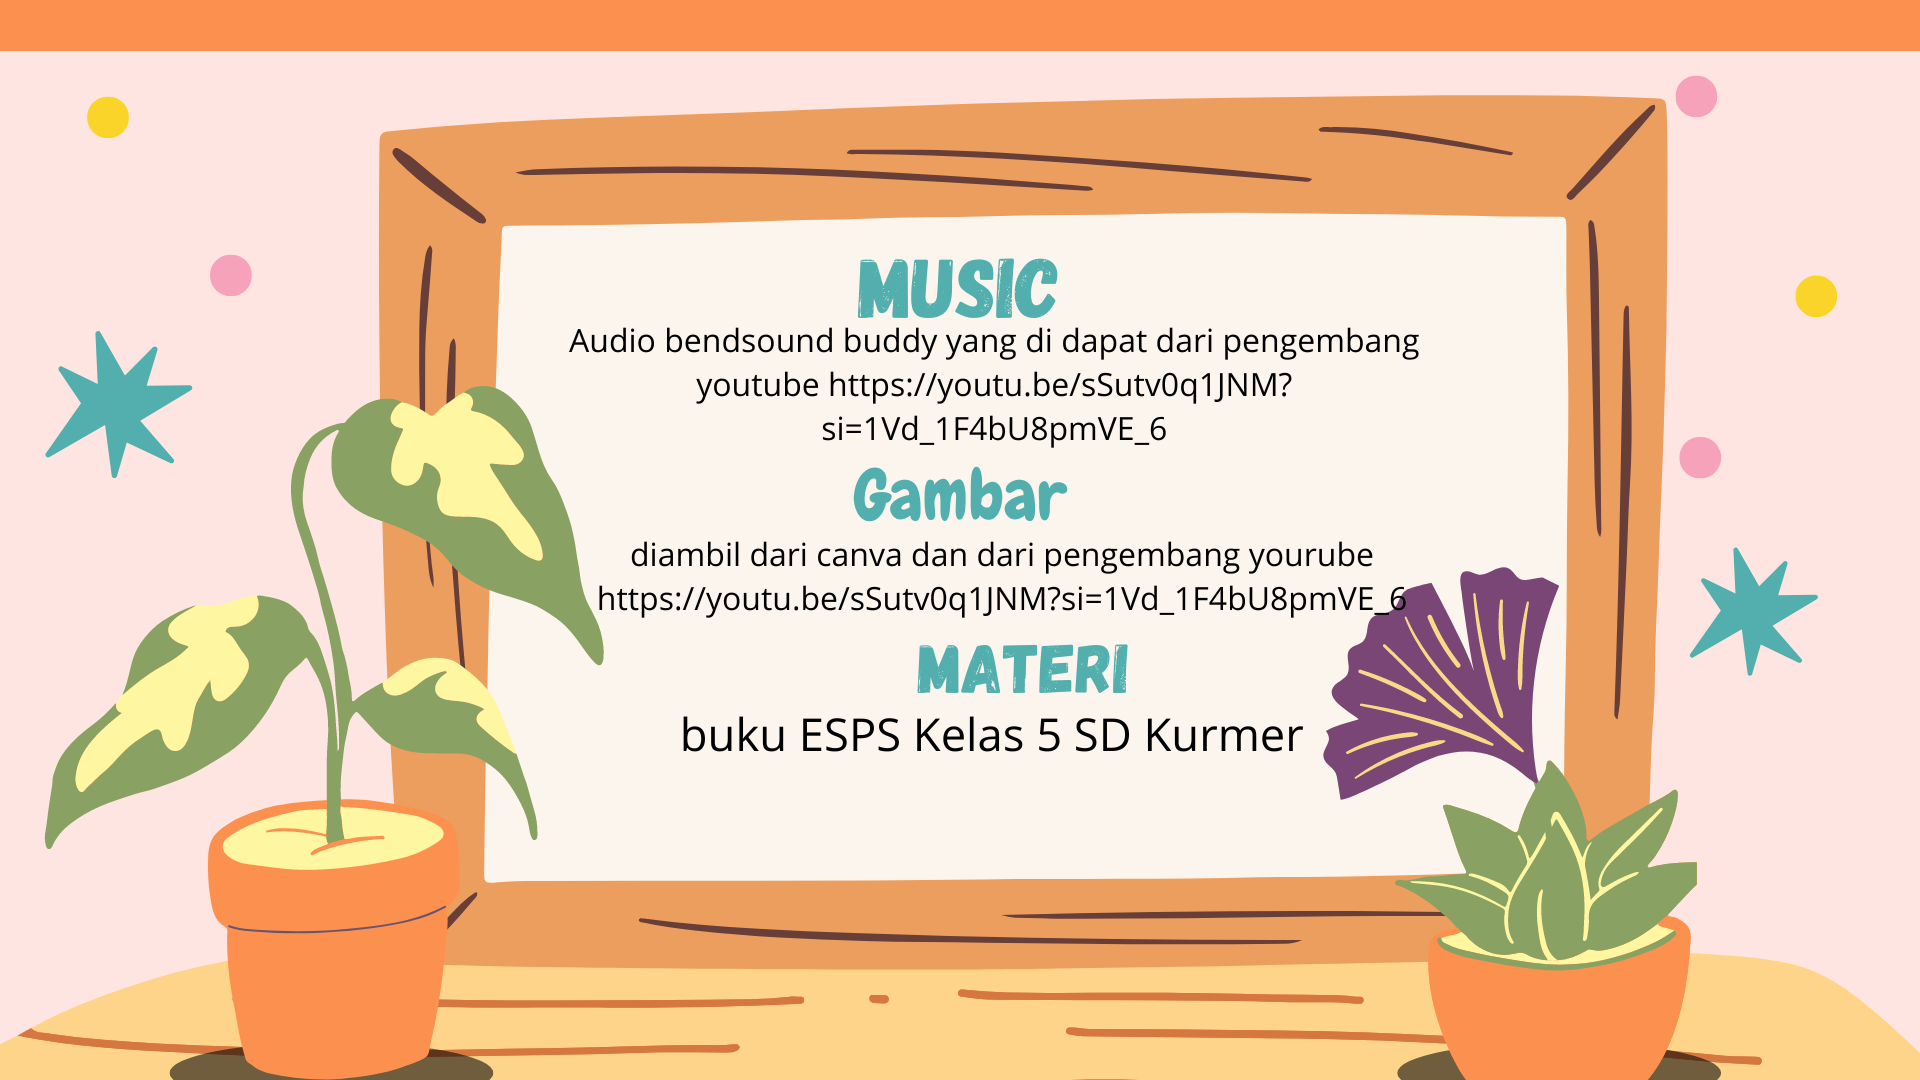 MUSIC
Audio bendsound buddy yang di dapat dari pengembang
youtube https://youtu.be/sSutv0q1JNM?
si=1Vd_1F4bU8pmVE_6
Gambar
diambil dari canva dan dari pengembang yourube
https://youtu.be/sSutv0q1JNM?si=1Vd_1F4bU8pmVE_6
MATERI
buku ESPS Kelas 5 SD Kurmer